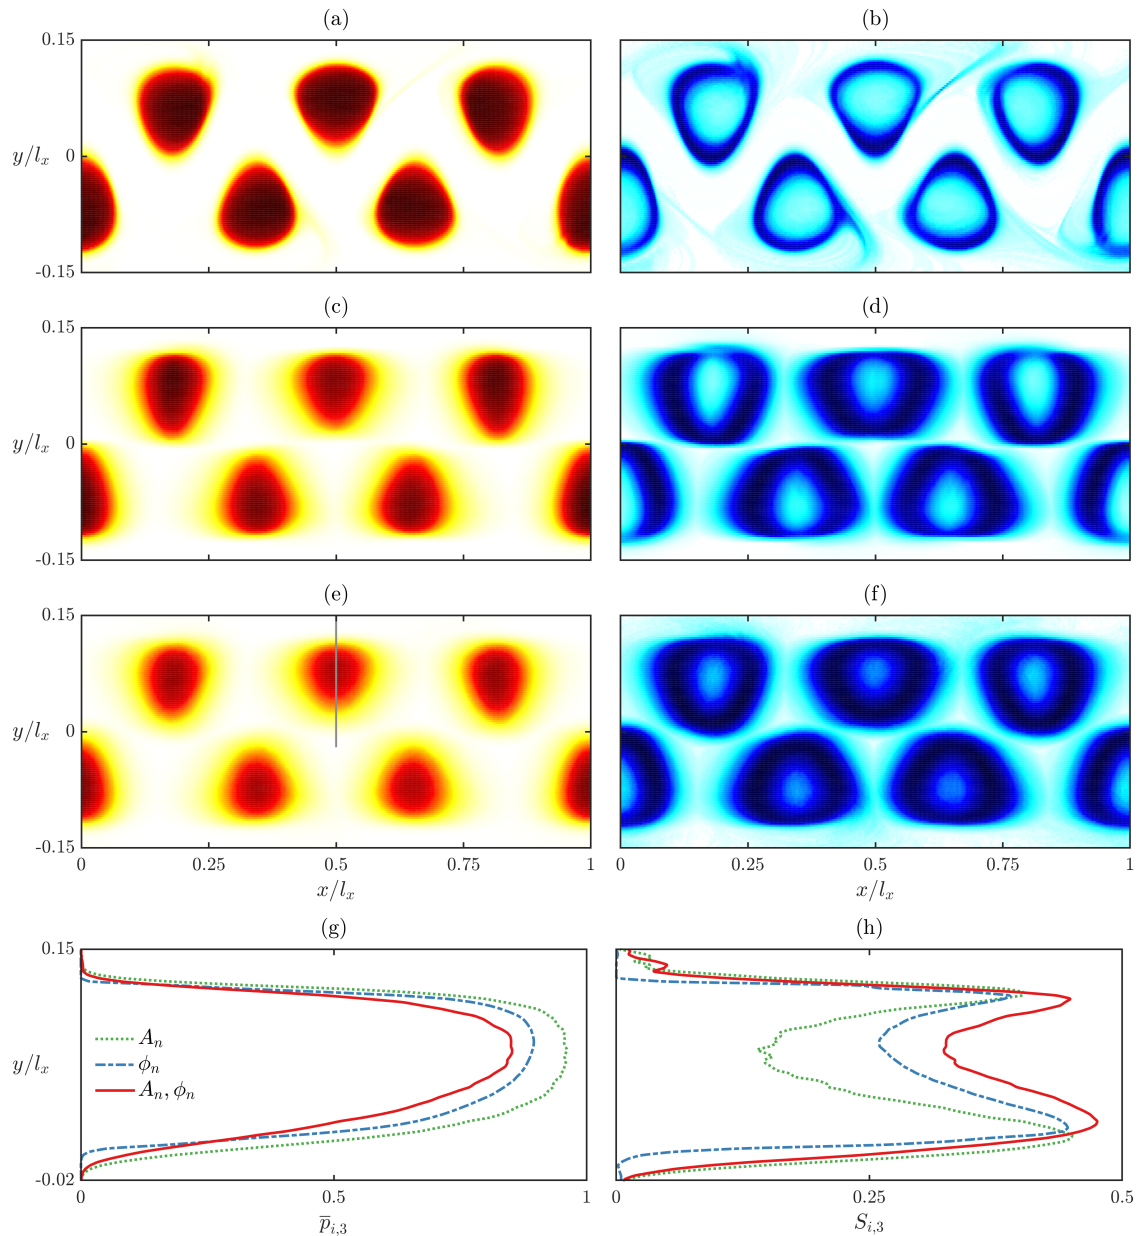 (a) (b)
0.15
y/l_x 0
-0.15
(c) (d)
0.15
y/l_x 0
-0.15
(e) (f)
0.15
y/l_x 0
-0.15
0 0.25 0.5 0.75 1 0 0.25 0.5 0.75 1
x/l_x x/l_x
(g) (h)
0.15
A_n
y/l_x ϕ_n
A_n, ϕ_n
-0.02
0 0.5 1 0 0.25 0.5
p̅_{i,3} S_{i,3}